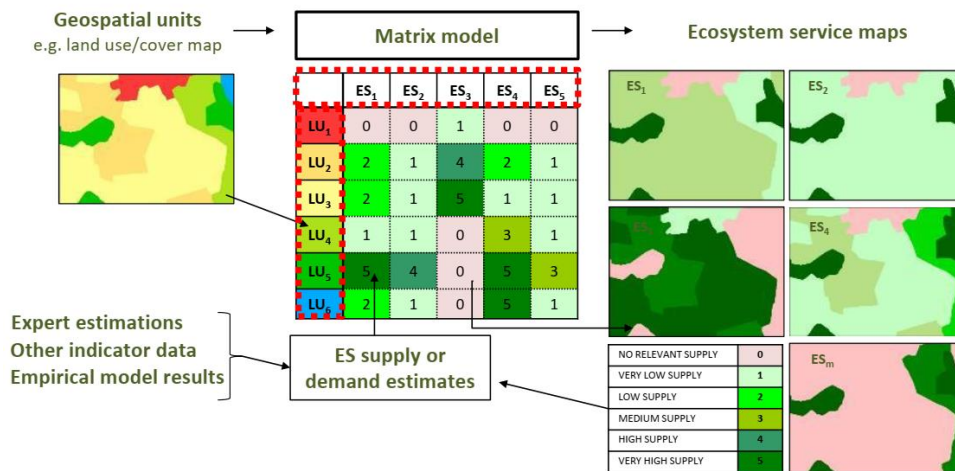 Geospatial units
e.g. land use/cover map
Matrix model
Ecosystem service maps
ES1 ES2 ES3 ES4 ES5
LU1 0 0 1 0 0
LU2 2 1 4 2 1
LU3 2 1 5 1 1
LU4 1 1 0 3 1
LU5 5 4 0 5 3
LU6 2 1 0 5 1
ES1
ES2
ES4
ESm
Expert estimations
Other indicator data
Empirical model results
ES supply or
demand estimates
NO RELEVANT SUPPLY 0
VERY LOW SUPPLY 1
LOW SUPPLY 2
MEDIUM SUPPLY 3
HIGH SUPPLY 4
VERY HIGH SUPPLY 5